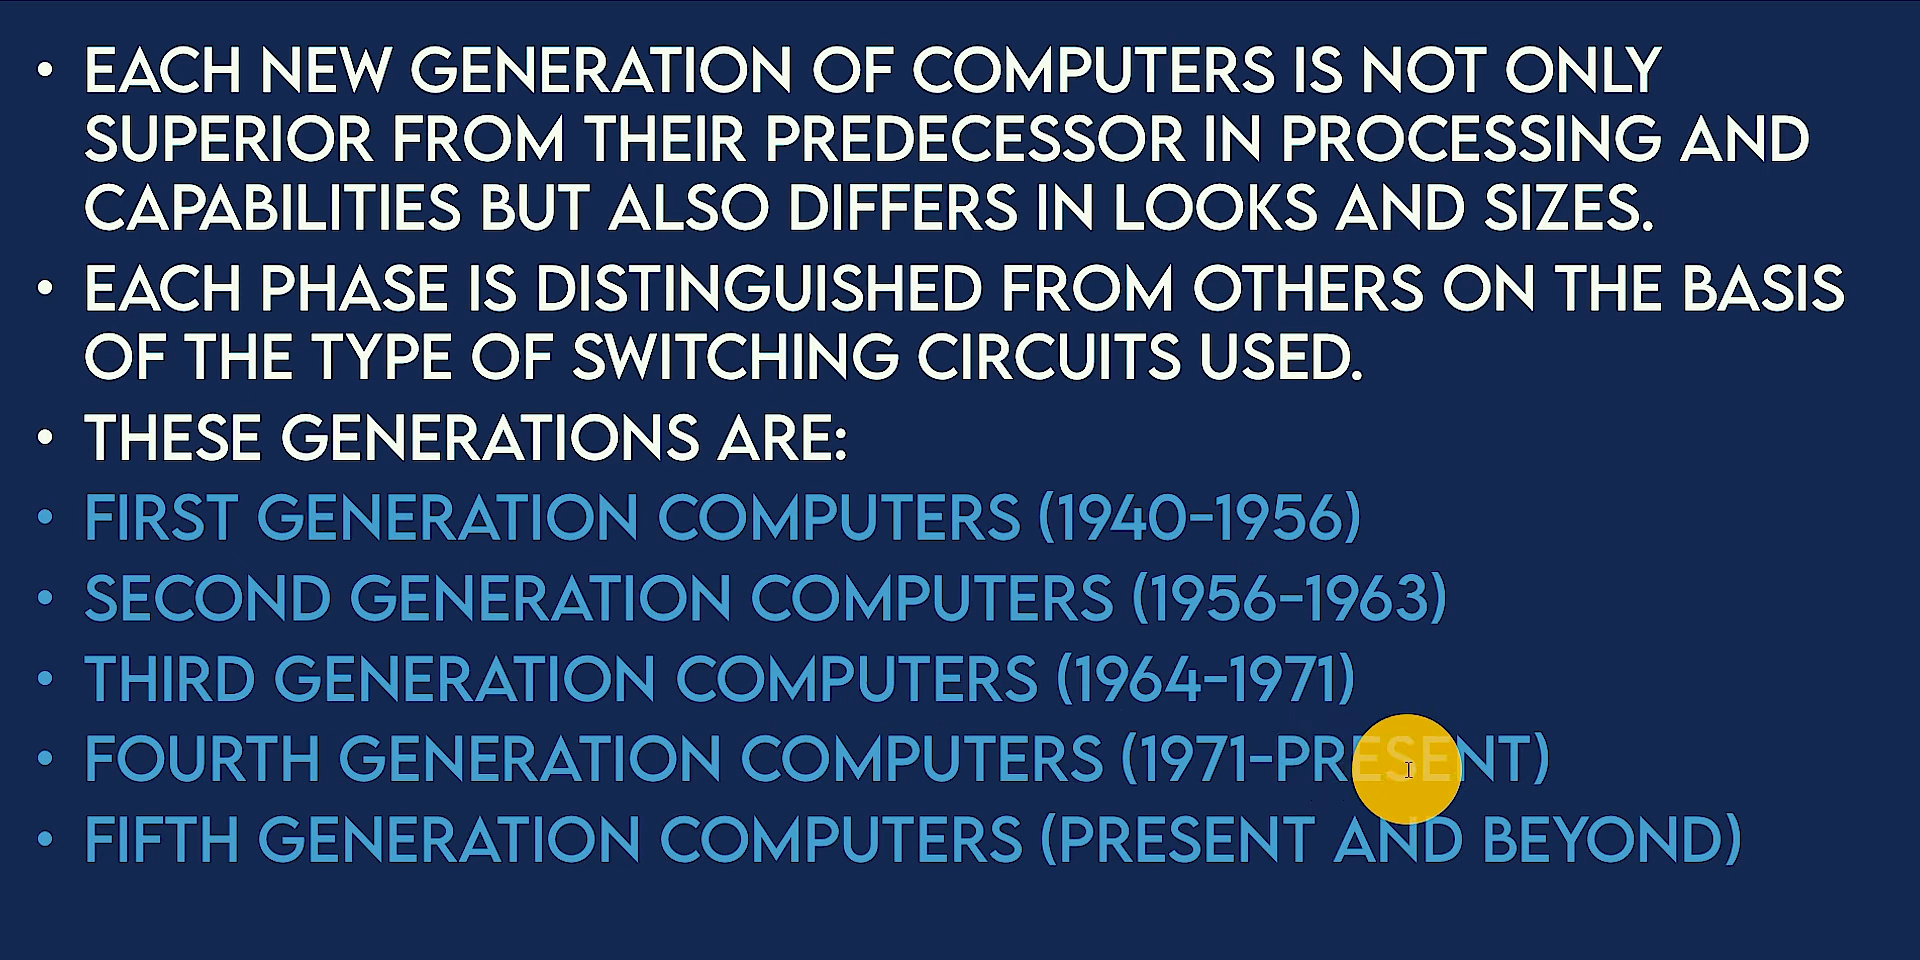 • EACH NEW GENERATION OF COMPUTERS IS NOT ONLY
SUPERIOR FROM THEIR PREDECESSOR IN PROCESSING AND
CAPABILITIES BUT ALSO DIFFERS IN LOOKS AND SIZES.
• EACH PHASE IS DISTINGUISHED FROM OTHERS ON THE BASIS
OF THE TYPE OF SWITCHING CIRCUITS USED.
• THESE GENERATIONS ARE:
• FIRST GENERATION COMPUTERS (1940-1956)
• SECOND GENERATION COMPUTERS (1956-1963)
• THIRD GENERATION COMPUTERS (1964-1971)
• FOURTH GENERATION COMPUTERS (1971-PRESENT)
• FIFTH GENERATION COMPUTERS (PRESENT AND BEYOND)